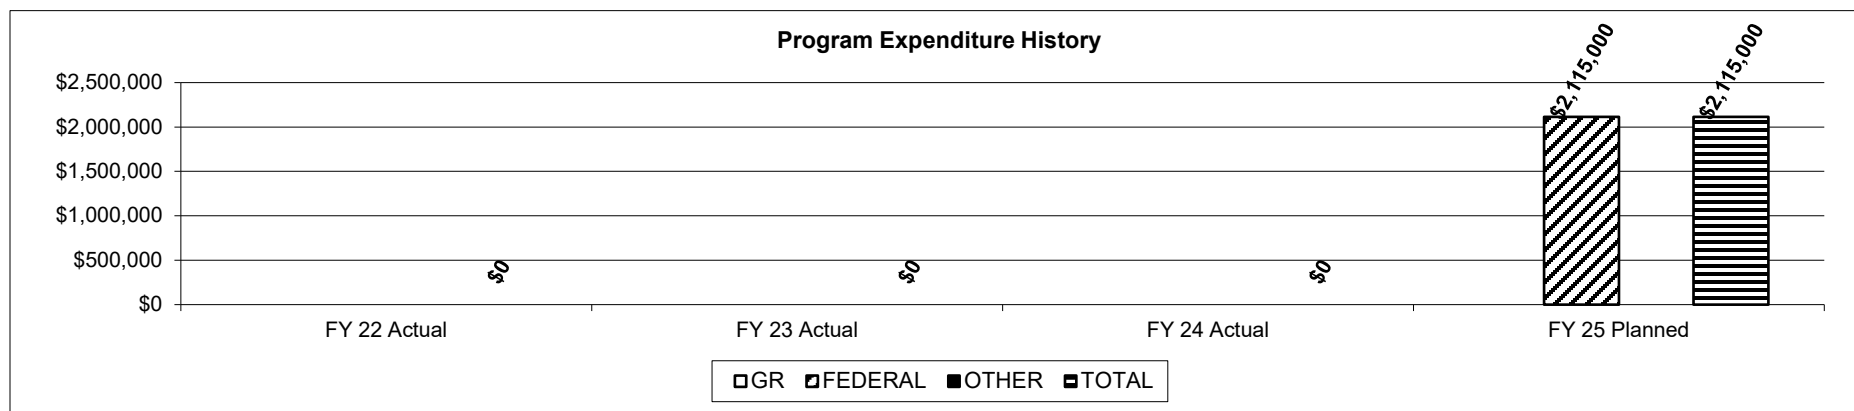 Program Expenditure History
$2,115,000 $2,115,000
$2,500,000
$2,000,000
$1,500,000
$1,000,000
$500,000
$0 $0 $0
$0
FY 22 Actual FY 23 Actual FY 24 Actual FY 25 Planned
GR FEDERAL OTHER TOTAL